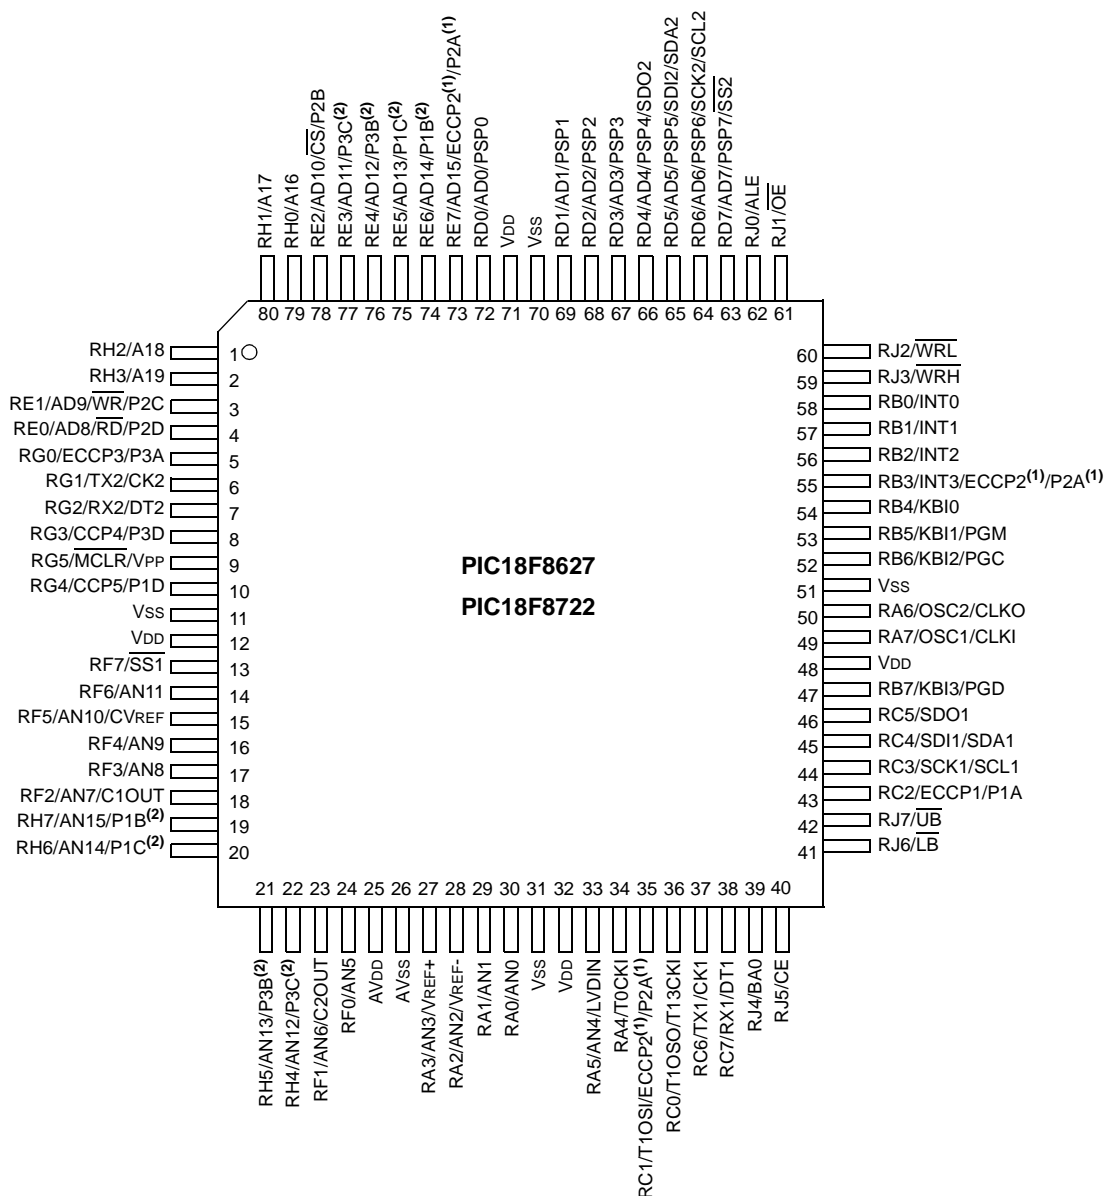 RH1/A17
RH0/A16
RE2/AD10/CS/P2B
RE3/AD11/P3C(2)
RE4/AD12/P3B(2)
RE5/AD13/P1C(2)
RE6/AD14/P1B(2)
RE7/AD15/ECCP2(1)/P2A(1)
RD0/AD0/PSP0
VDD
VSS
RD1/AD1/PSP1
RD2/AD2/PSP2
RD3/AD3/PSP3
RD4/AD4/PSP4/SDO2
RD5/AD5/PSP5/SDI2/SDA2
RD6/AD6/PSP6/SCK2/SCL2
RD7/AD7/PSP7/SS2
RJ0/ALE
RJ1/OE
80 79 78 77 76 75 74 73 72 71 70 69 68 67 66 65 64 63 62 61
RH2/A18 1
RH3/A19 2
RE1/AD9/WR/P2C 3
RE0/AD8/RD/P2D 4
RG0/ECCP3/P3A 5
RG1/TX2/CK2 6
RG2/RX2/DT2 7
RG3/CCP4/P3D 8
RG5/MCLR/VPP 9
RG4/CCP5/P1D 10
VSS 11
VDD 12
RF7/SS1 13
RF6/AN11 14
RF5/AN10/CVREF 15
RF4/AN9 16
RF3/AN8 17
RF2/AN7/C1OUT 18
RH7/AN15/P1B(2) 19
RH6/AN14/P1C(2) 20
PIC18F8627
PIC18F8722
60 RJ2/WRL
59 RJ3/WRH
58 RB0/INT0
57 RB1/INT1
56 RB2/INT2
55 RB3/INT3/ECCP2(1)/P2A(1)
54 RB4/KBI0
53 RB5/KBI1/PGM
52 RB6/KBI2/PGC
51 VSS
50 RA6/OSC2/CLKO
49 RA7/OSC1/CLKI
48 VDD
47 RB7/KBI3/PGD
46 RC5/SDO1
45 RC4/SDI1/SDA1
44 RC3/SCK1/SCL1
43 RC2/ECCP1/P1A
42 RJ7/UB
41 RJ6/LB
21 22 23 24 25 26 27 28 29 30 31 32 33 34 35 36 37 38 39 40
RH5/AN13/P3B(2)
RH4/AN12/P3C(2)
RF1/AN6/C2OUT
RF0/AN5
AVDD
AVSS
RA3/AN3/VREF+
RA2/AN2/VREF-
RA1/AN1
RA0/AN0
VSS
VDD
RA5/AN4/LVDIN
RA4/T0CKI
RC1/T1OSI/ECCP2(1)/P2A(1)
RC0/T1OSO/T13CKI
RC6/TX1/CK1
RC7/RX1/DT1
RJ4/BA0
RJ5/CE